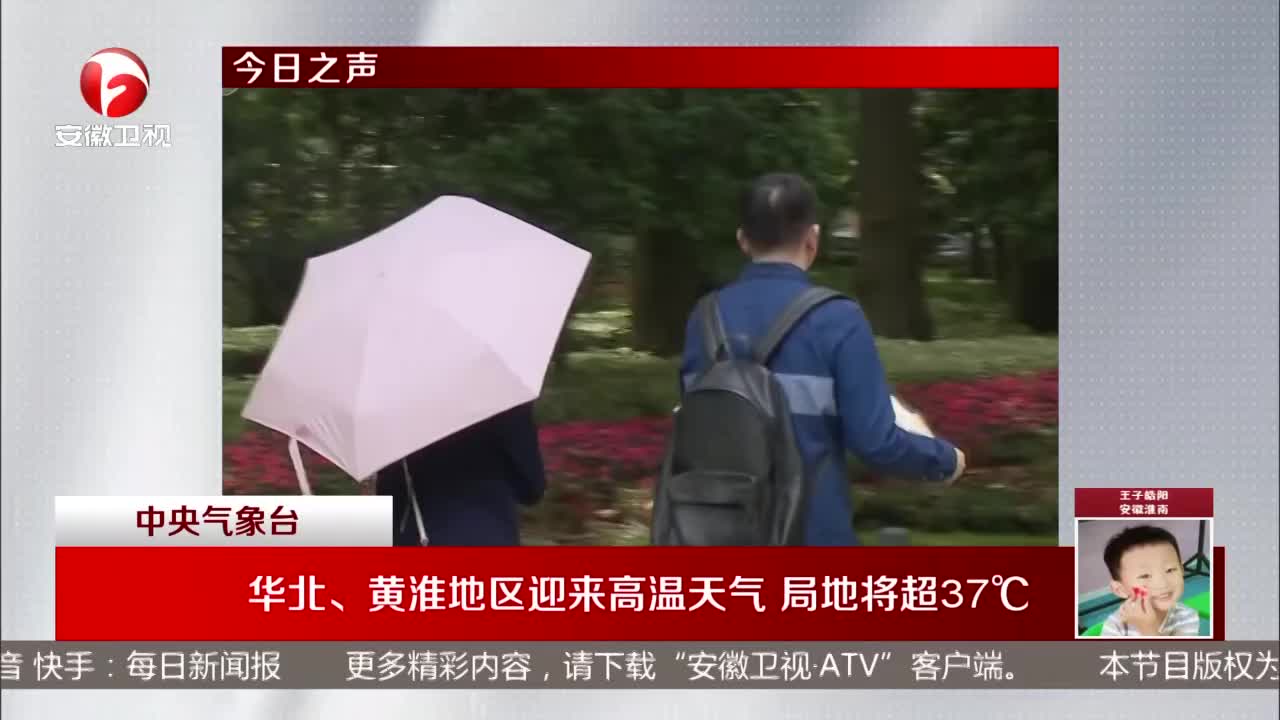 今日之声
安徽卫视
中央气象台
王子皓阳
安徽淮南
华北、黄淮地区迎来高温天气 局地将超37℃
音 快手：每日新闻报 更多精彩内容，请下载“安徽卫视·ATV”客户端。 本节目版权为